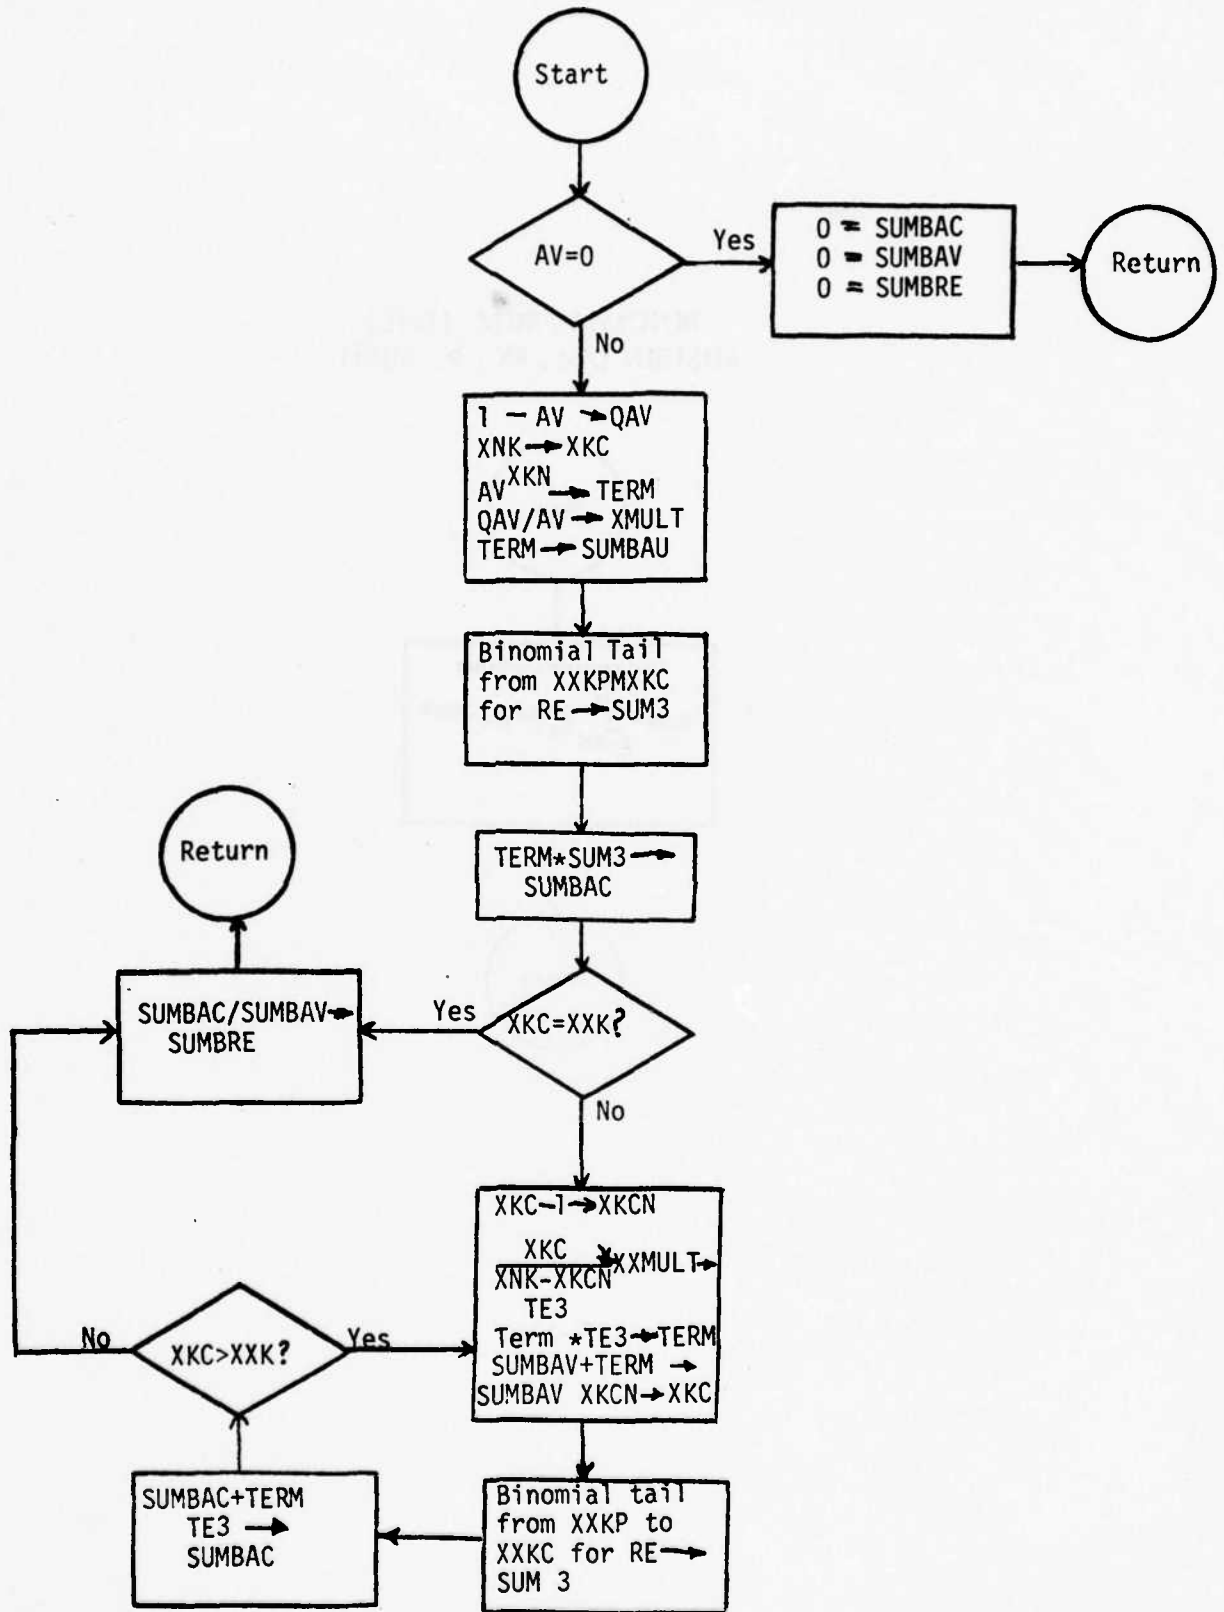 Start
AV=0
Yes
0 = SUMBAC
0 = SUMBAV
0 = SUMBRE
Return
No
1 — AV → QAV
XNK → XKC
AV^XKN → TERM
QAV/AV → XMULT
TERM → SUMBAU
Binomial Tail
from XXKPMXKC
for RE → SUM3
TERM*SUM3 →
SUMBAC
Return
SUMBAC/SUMBAV →
SUMBRE
Yes
XKC=XXK?
No
XKC-1 → XKCN
XKC
XNK-XKCN
XXMULT →
TE3
Term *TE3 → TERM
SUMBAV+TERM →
SUMBAV XKCN → XKC
No
XKC>XXK?
Yes
SUMBAC+TERM
TE3 →
SUMBAC
Binomial tail
from XXKP to
XXKC for RE →
SUM 3